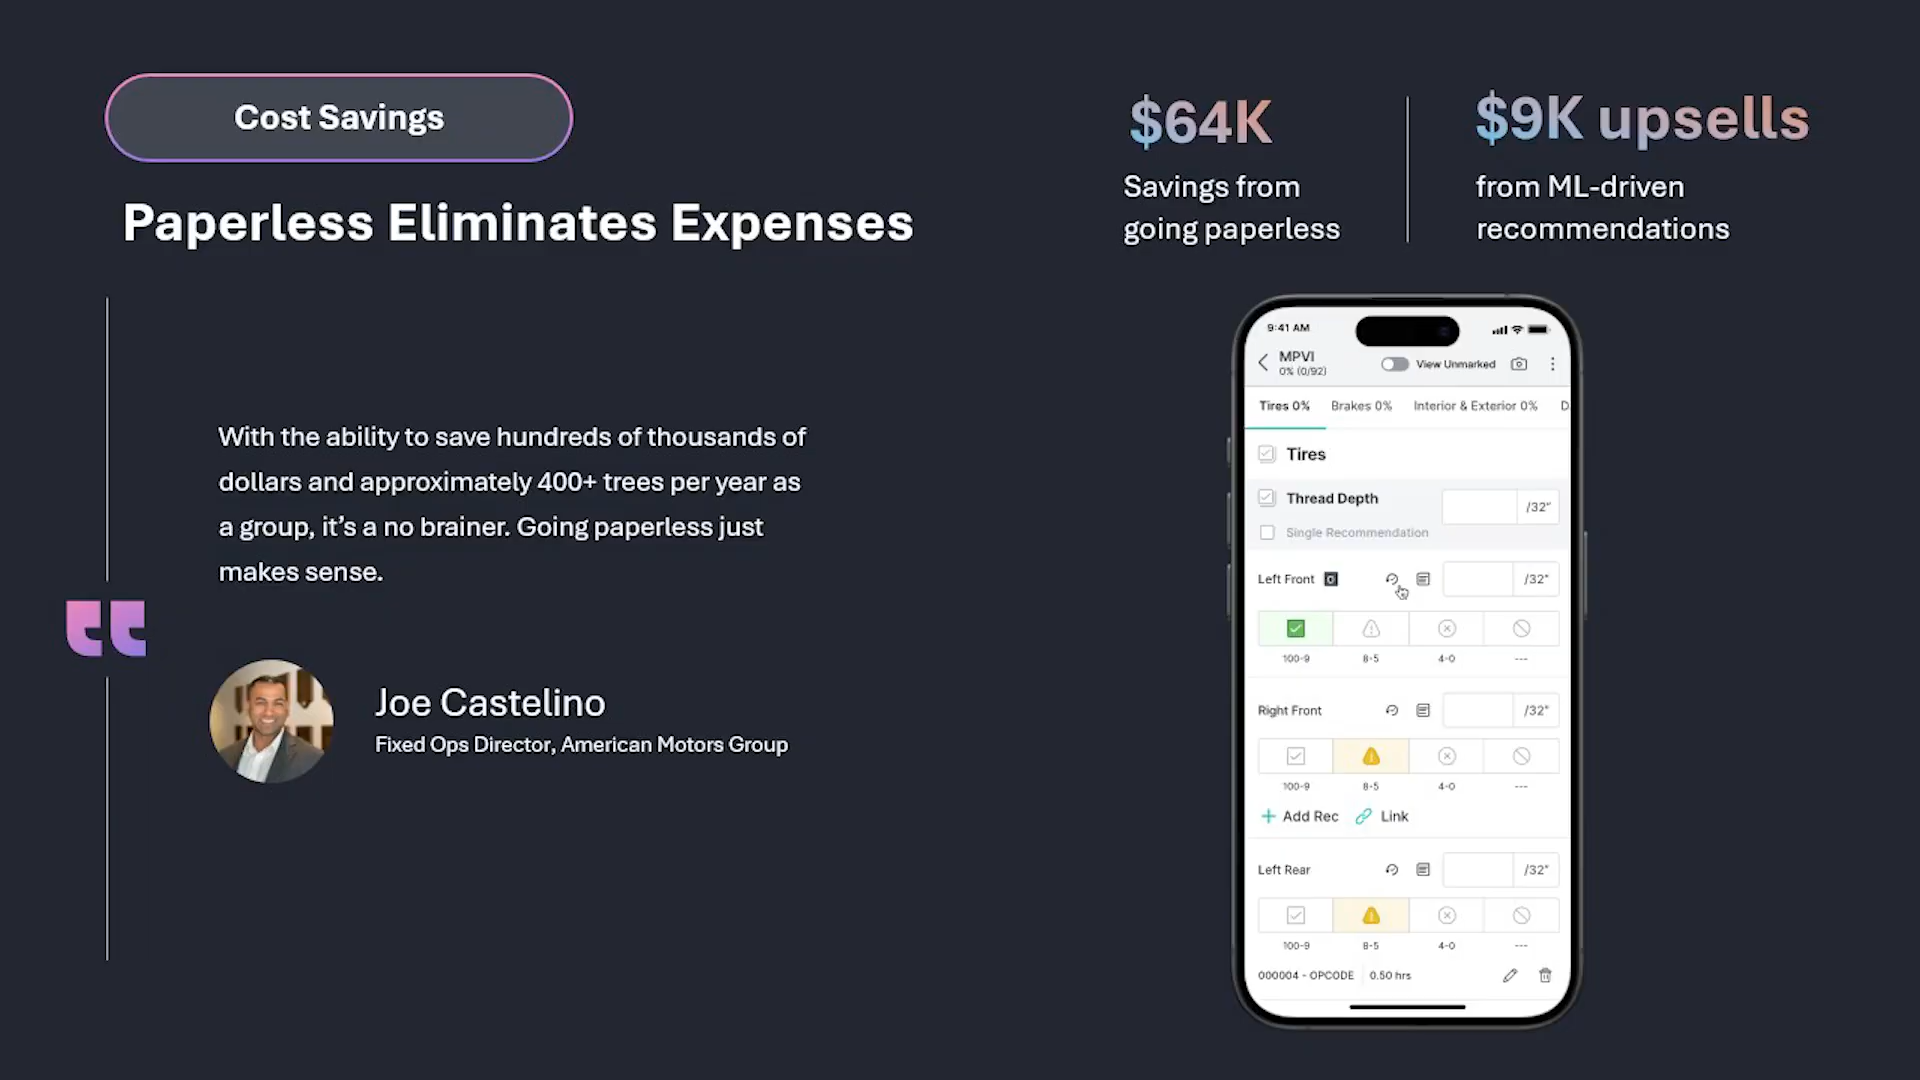 Cost Savings
Paperless Eliminates Expenses
$64K
Savings from
going paperless
$9K upsells
from ML-driven
recommendations
With the ability to save hundreds of thousands of
dollars and approximately 400+ trees per year as
a group, it’s a no brainer. Going paperless just
makes sense.
Joe Castelino
Fixed Ops Director, American Motors Group
9:41 AM
MPVI
0% (0/92)
View Unmarked
Tires 0% Brakes 0% Interior & Exterior 0% D
Tires
Thread Depth /32"
Single Recommendation
Left Front /32"
100-9 8-5 4-0 ---
Right Front /32"
100-9 8-5 4-0 ---
+ Add Rec Link
Left Rear /32"
100-9 8-5 4-0 ---
000004 - OPCODE 0.50 hrs